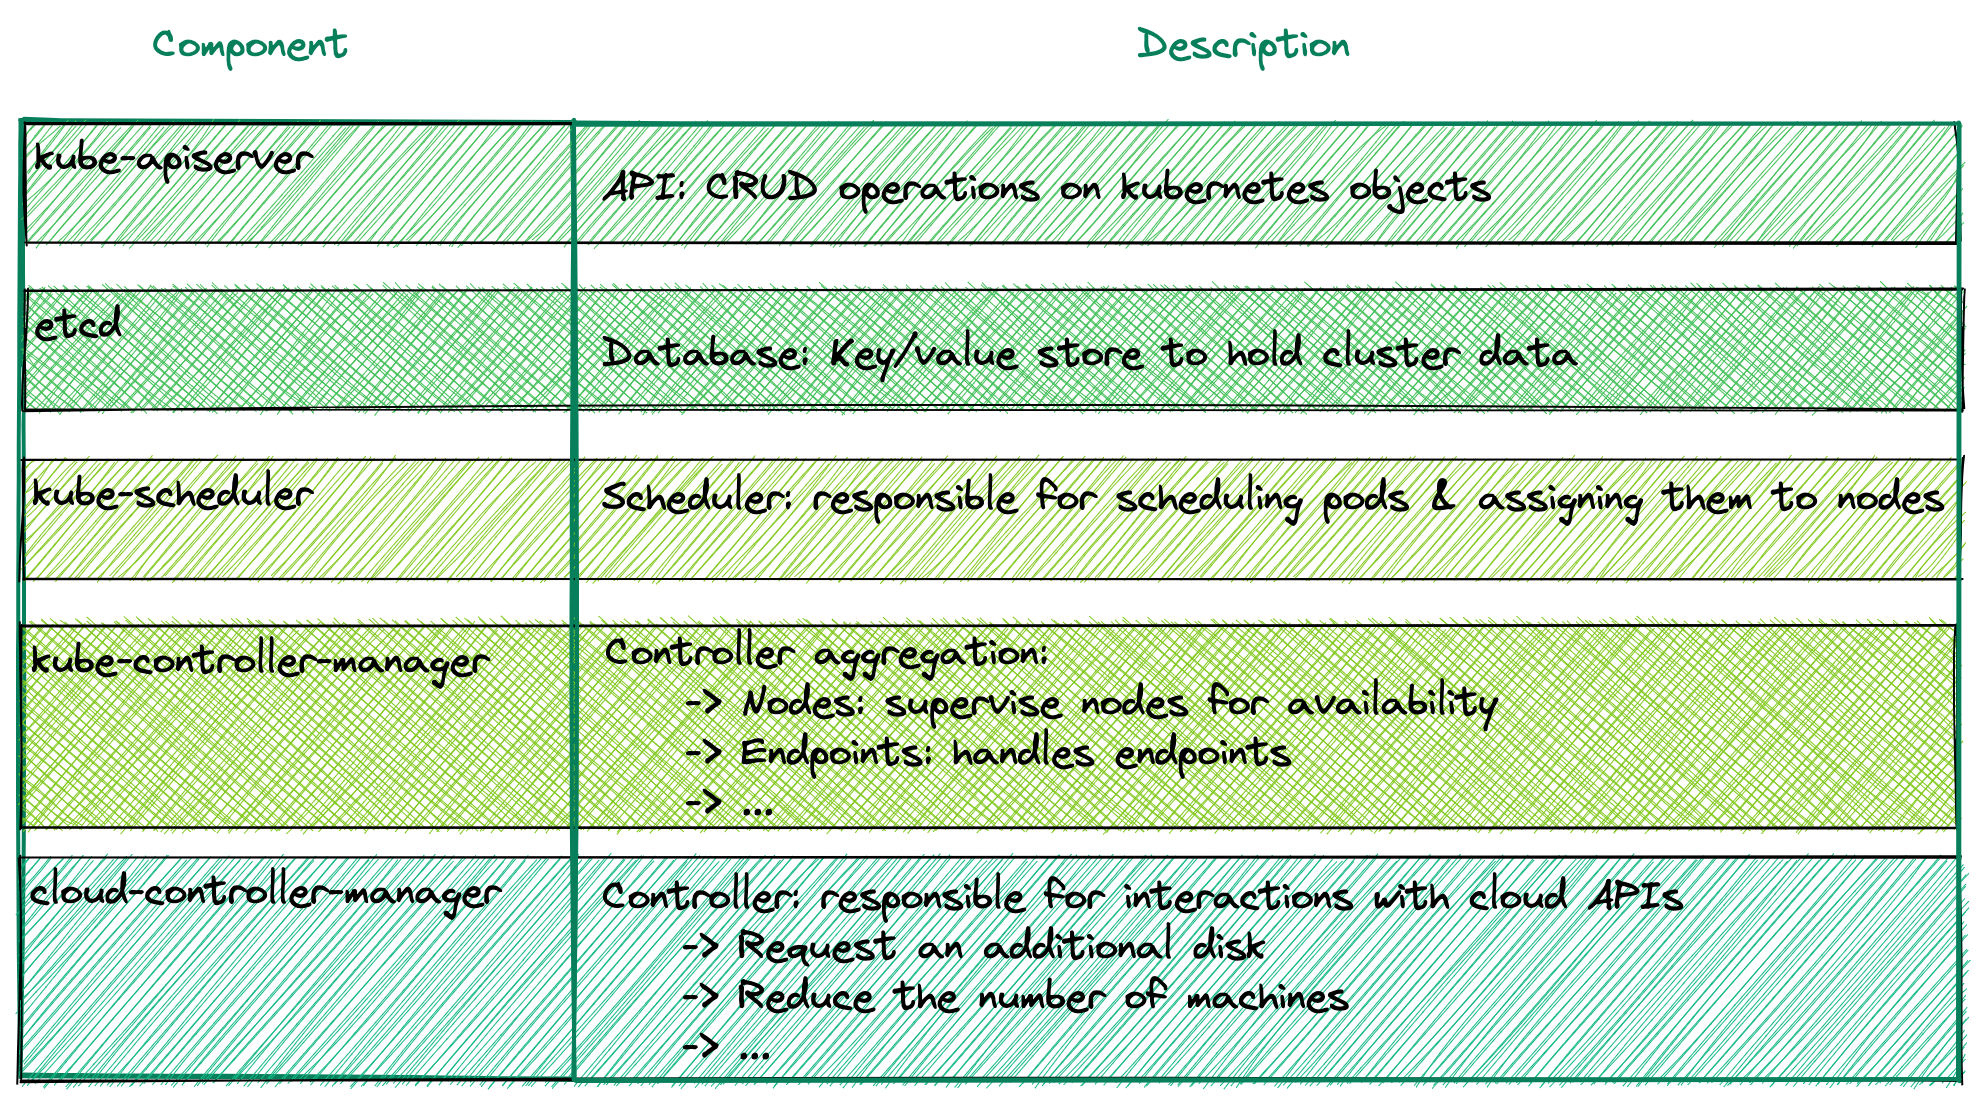 Component Description
kube-apiserver
API: CRUD operations on kubernetes objects
etcd
Database: Key/value store to hold cluster data
kube-scheduler
Scheduler: responsible for scheduling pods & assigning them to nodes
kube-controller-manager
Controller aggregation:
-> Nodes: supervise nodes for availability
-> Endpoints: handles endpoints
-> ...
cloud-controller-manager
Controller: responsible for interactions with cloud APIs
-> Request an additional disk
-> Reduce the number of machines
-> ...